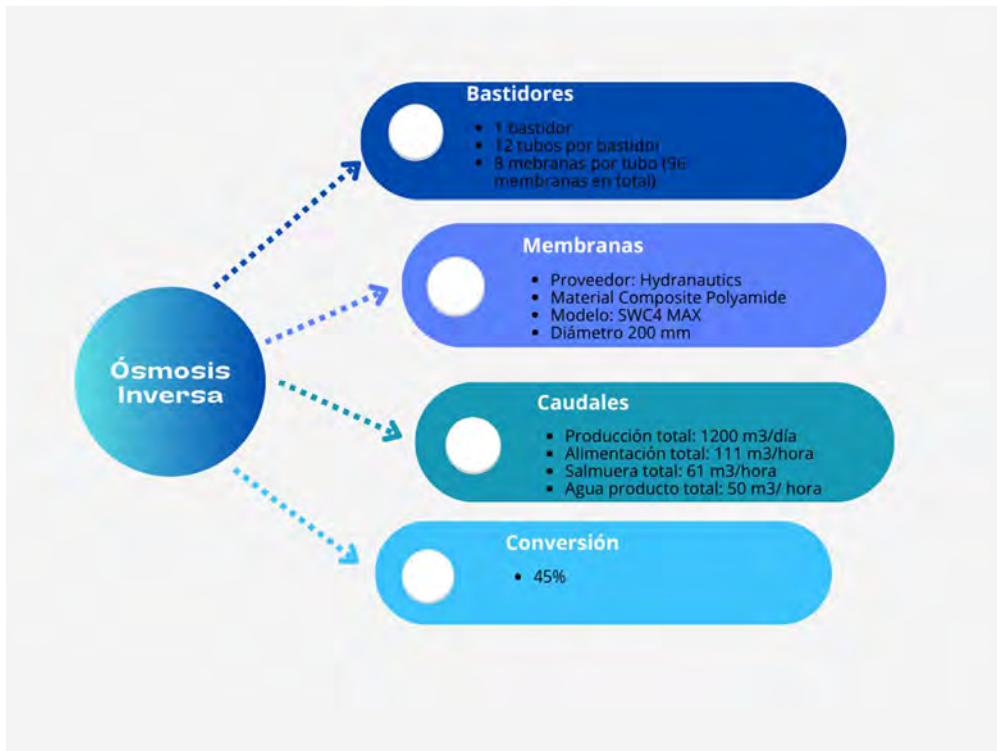 Ósmosis
Inversa
Bastidores
• 1 bastidor
• 12 tubos por bastidor
• 8 mebranas por tubo (96
membranas en total)
Membranas
• Proveedor: Hydranautics
• Material Composite Polyamide
• Modelo: SWC4 MAX
• Diámetro 200 mm
Caudales
• Producción total: 1200 m3/día
• Alimentación total: 111 m3/hora
• Salmuera total: 61 m3/hora
• Agua producto total: 50 m3/ hora
Conversión
• 45%